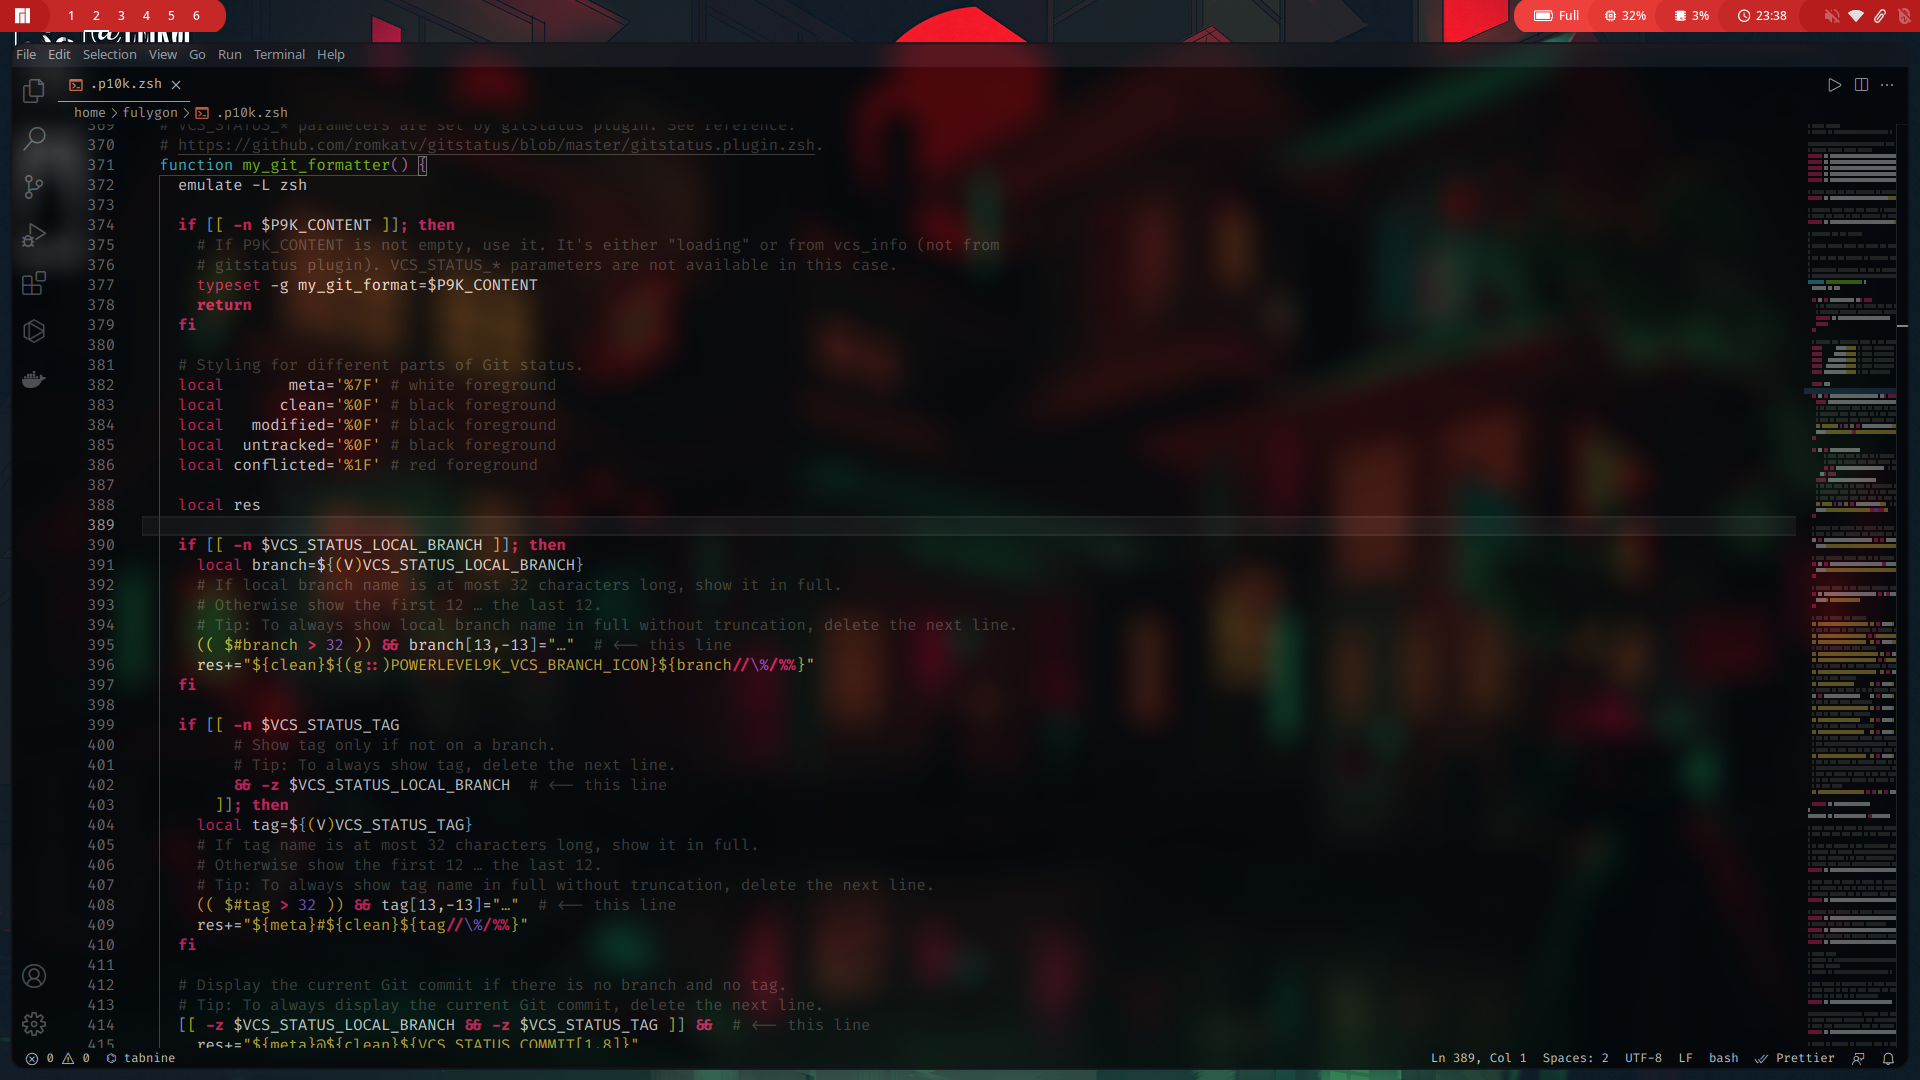 1 2 3 4 5 6
Full 32% 3% 23:38
File Edit Selection View Go Run Terminal Help
.p10k.zsh
home > fulygon > .p10k.zsh
369 # VCS_STATUS_* parameters are set by gitstatus plugin. See reference:
370 # https://github.com/romkatv/gitstatus/blob/master/gitstatus.plugin.zsh.
371 function my_git_formatter() {
372 emulate -L zsh
373
374 if [[ -n $P9K_CONTENT ]]; then
375 # If P9K_CONTENT is not empty, use it. It's either "loading" or from vcs_info (not from
376 # gitstatus plugin). VCS_STATUS_* parameters are not available in this case.
377 typeset -g my_git_format=$P9K_CONTENT
378 return
379 fi
380
381 # Styling for different parts of Git status.
382 local meta='%7F' # white foreground
383 local clean='%0F' # black foreground
384 local modified='%0F' # black foreground
385 local untracked='%0F' # black foreground
386 local conflicted='%1F' # red foreground
387
388 local res
389
390 if [[ -n $VCS_STATUS_LOCAL_BRANCH ]]; then
391 local branch=${(V)VCS_STATUS_LOCAL_BRANCH}
392 # If local branch name is at most 32 characters long, show it in full.
393 # Otherwise show the first 12 … the last 12.
394 # Tip: To always show local branch name in full without truncation, delete the next line.
395 (( $#branch > 32 )) && branch[13,-13]="…" # <-- this line
396 res+="${clean}${(g::)POWERLEVEL9K_VCS_BRANCH_ICON}${branch//\%/%%}"
397 fi
398
399 if [[ -n $VCS_STATUS_TAG
400 # Show tag only if not on a branch.
401 # Tip: To always show tag, delete the next line.
402 && -z $VCS_STATUS_LOCAL_BRANCH # <-- this line
403 ]]; then
404 local tag=${(V)VCS_STATUS_TAG}
405 # If tag name is at most 32 characters long, show it in full.
406 # Otherwise show the first 12 … the last 12.
407 # Tip: To always show tag name in full without truncation, delete the next line.
408 (( $#tag > 32 )) && tag[13,-13]="…" # <-- this line
409 res+="${meta}#${clean}${tag//\%/%%}"
410 fi
411
412 # Display the current Git commit if there is no branch and no tag.
413 # Tip: To always display the current Git commit, delete the next line.
414 [[ -z $VCS_STATUS_LOCAL_BRANCH && -z $VCS_STATUS_TAG ]] && # <-- this line
415 res+="${meta}@${clean}${VCS_STATUS_COMMIT[1,8]}"
0 0 tabnine
Ln 389, Col 1 Spaces: 2 UTF-8 LF bash Prettier